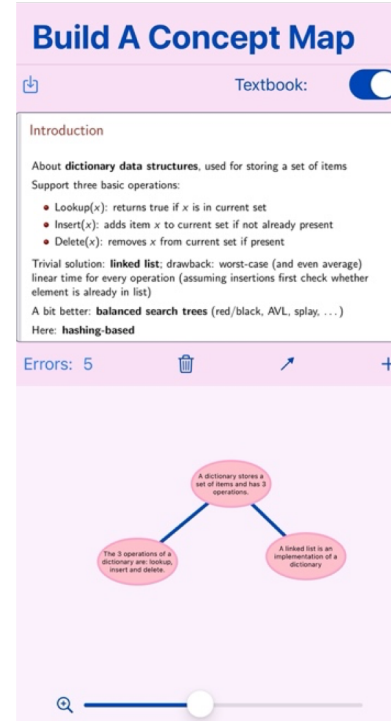 Build A Concept Map
Textbook:
Introduction
About dictionary data structures, used for storing a set of items
Support three basic operations:
• Lookup(x): returns true if x is in current set
• Insert(x): adds item x to current set if not already present
• Delete(x): removes x from current set if present
Trivial solution: linked list; drawback: worst-case (and even average)
linear time for every operation (assuming insertions first check whether
element is already in list)
A bit better: balanced search trees (red/black, AVL, splay, ...)
Here: hashing-based
Errors: 5
A dictionary stores a
set of items and has 3
operations.
The 3 operations of a
dictionary are: lookup,
insert and delete.
A linked list is an
implementation of a
dictionary